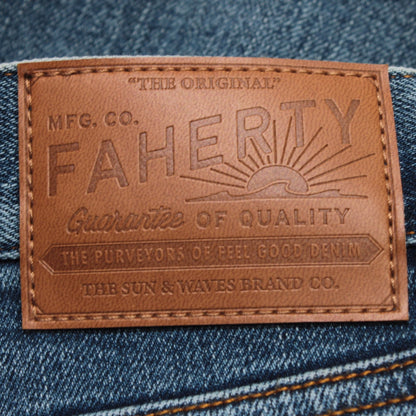 "THE ORIGINAL"
MFG. CO.
FAHERTY
Guarantee OF QUALITY
THE PURVEYORS OF FEEL GOOD DENIM
THE SUN & WAVES BRAND CO.